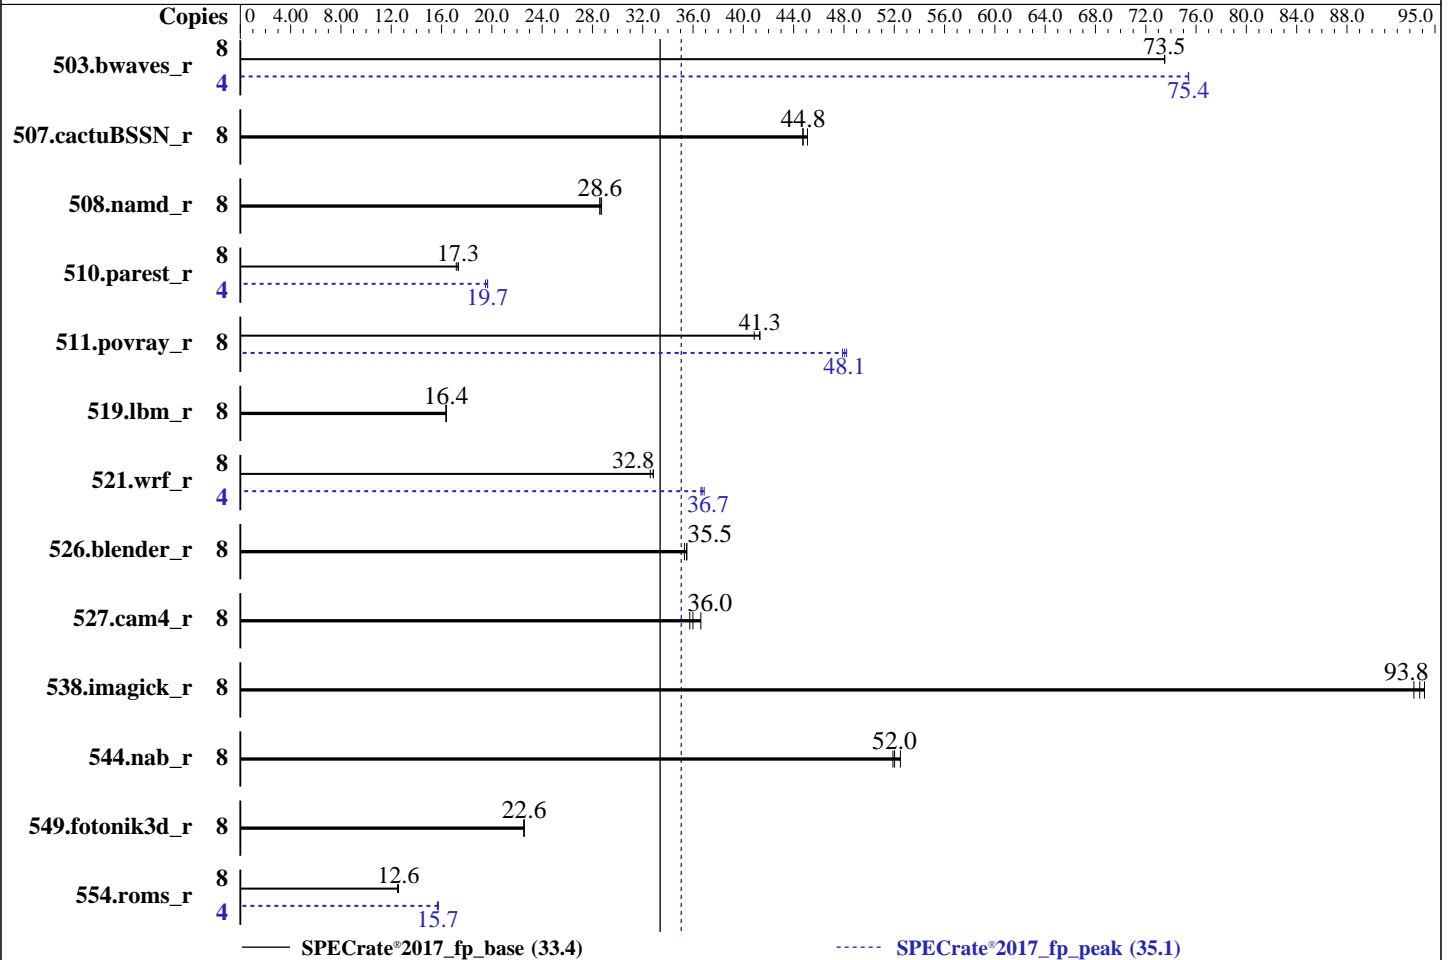 Copies 0 4.00 8.00 12.0 16.0 20.0 24.0 28.0 32.0 36.0 40.0 44.0 48.0 52.0 56.0 60.0 64.0 68.0 72.0 76.0 80.0 84.0 88.0 95.0
503.bwaves_r 8 73.5
4 75.4
507.cactuBSSN_r 8 44.8
508.namd_r 8 28.6
510.parest_r 8 17.3
4 19.7
511.povray_r 8 41.3
48.1
519.lbm_r 8 16.4
521.wrf_r 8 32.8
4 36.7
526.blender_r 8 35.5
527.cam4_r 8 36.0
538.imagick_r 8 93.8
544.nab_r 8 52.0
549.fotonik3d_r 8 22.6
554.roms_r 8 12.6
4 15.7
SPECrate®2017_fp_base (33.4) SPECrate®2017_fp_peak (35.1)